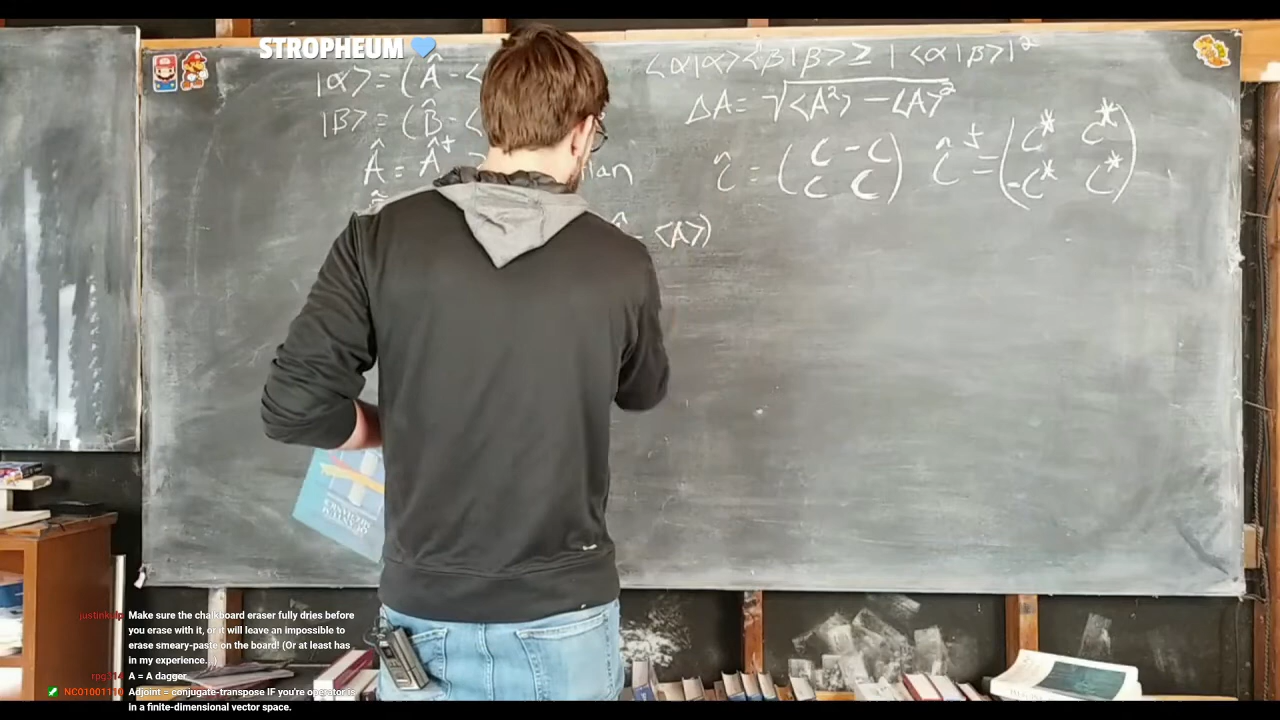 STROPHEUM 💙
|α> = (Â - <
|β> = (B̂ - <
Â = Â†
lan
- <A>)
<α|α><β|β> ≥ |<α|β>|²
ΔA = √<A²> - <A>²
Ĉ = (C -C
C C)
Ĉ† = (C* C*
-C* C*)
Make sure the chalkboard eraser fully dries before
you erase with it, or it will leave an impossible to
erase smeary-paste on the board! (Or at least has
in my experience...)
A = A dagger
NC01001110 Adjoint = conjugate-transpose IF you're operator is
in a finite-dimensional vector space.